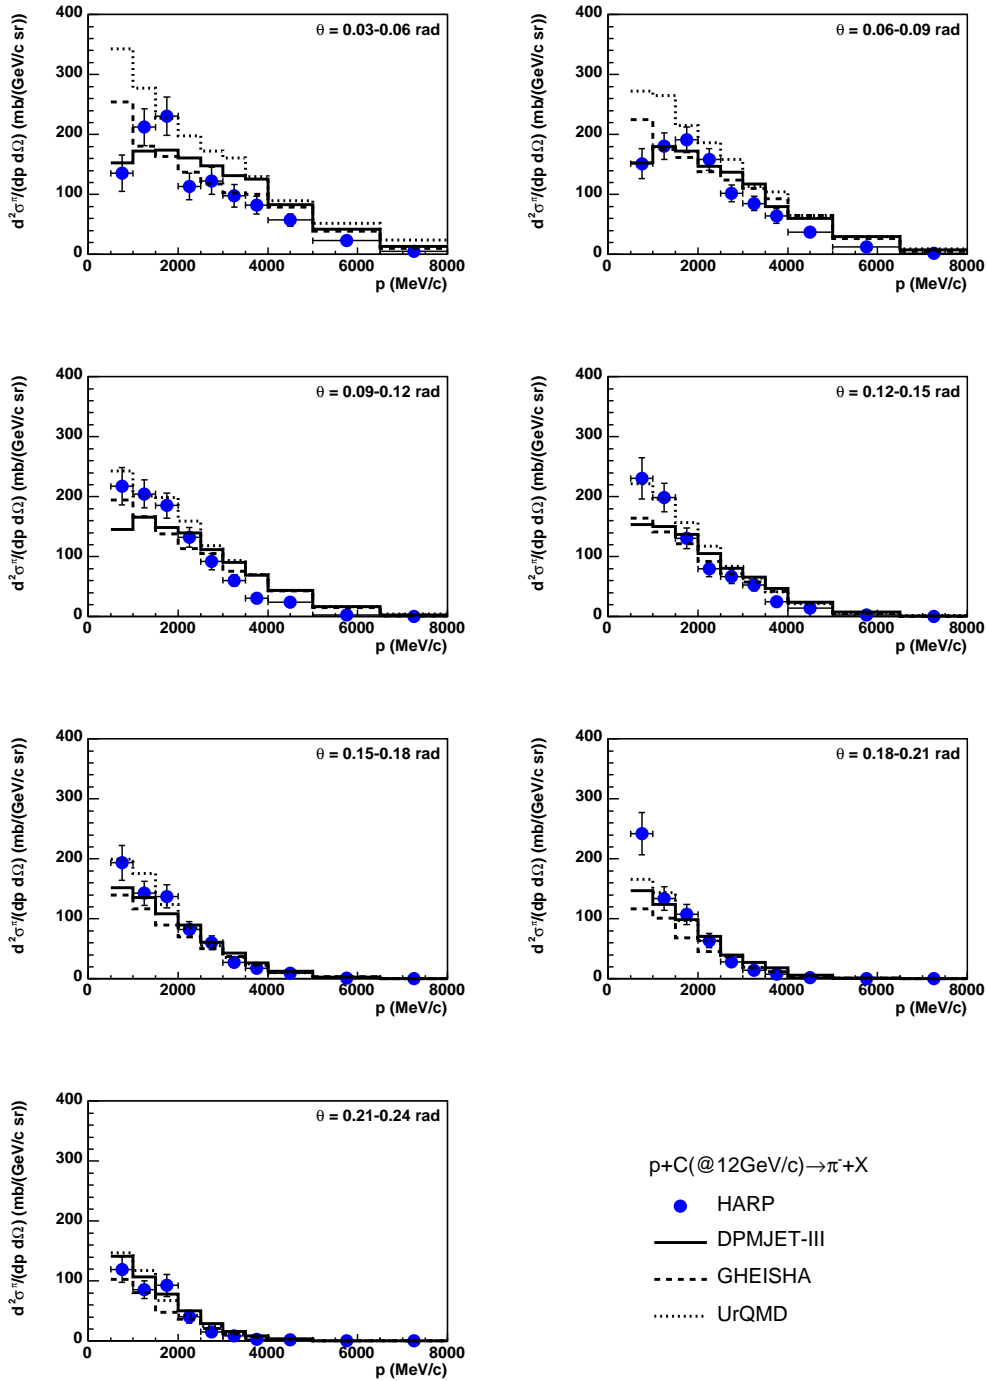 d²σ^π/(dp dΩ) (mb/(GeV/c sr))
400
300
200
100
0
θ = 0.03-0.06 rad
0 2000 4000 6000 8000
p (MeV/c)
d²σ^π/(dp dΩ) (mb/(GeV/c sr))
400
300
200
100
0
θ = 0.06-0.09 rad
0 2000 4000 6000 8000
p (MeV/c)
d²σ^π/(dp dΩ) (mb/(GeV/c sr))
400
300
200
100
0
θ = 0.09-0.12 rad
0 2000 4000 6000 8000
p (MeV/c)
d²σ^π/(dp dΩ) (mb/(GeV/c sr))
400
300
200
100
0
θ = 0.12-0.15 rad
0 2000 4000 6000 8000
p (MeV/c)
d²σ^π/(dp dΩ) (mb/(GeV/c sr))
400
300
200
100
0
θ = 0.15-0.18 rad
0 2000 4000 6000 8000
p (MeV/c)
d²σ^π/(dp dΩ) (mb/(GeV/c sr))
400
300
200
100
0
θ = 0.18-0.21 rad
0 2000 4000 6000 8000
p (MeV/c)
d²σ^π/(dp dΩ) (mb/(GeV/c sr))
400
300
200
100
0
θ = 0.21-0.24 rad
0 2000 4000 6000 8000
p (MeV/c)
p+C(@12GeV/c)→π⁻+X
HARP
DPMJET-III
GHEISHA
UrQMD